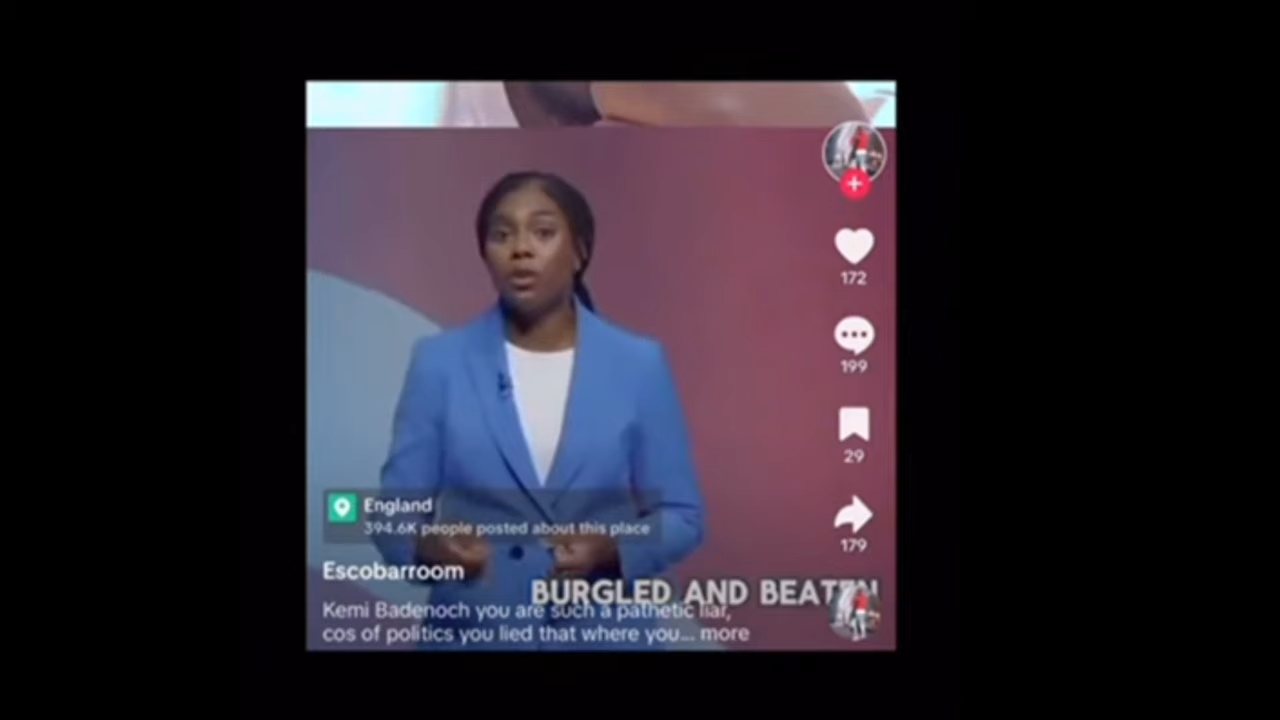 172
199
29
179
England
394.6K people posted about this place
Escobarroom
BURGLED AND BEATEN
Kemi Badenoch you are such a pathetic liar,
cos of politics you lied that where you... more